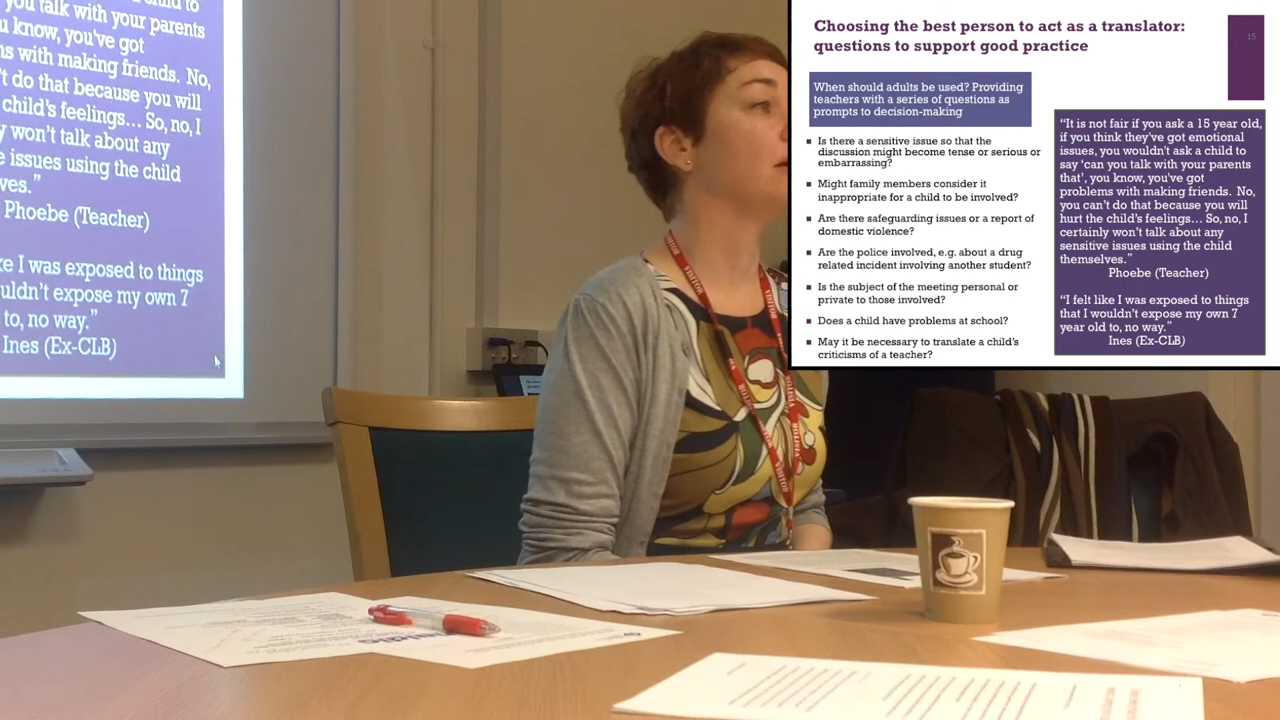 you talk with your parents
u know, you've got
ns with making friends. No,
't do that because you will
child's feelings... So, no, I
y won't talk about any
e issues using the child
ves."
Phoebe (Teacher)
ke I was exposed to things
uldn't expose my own 7
to, no way."
Ines (Ex-CLB)
VISITOR
VISITOR
VISITOR
VISITOR
Choosing the best person to act as a translator:
questions to support good practice
15
When should adults be used? Providing
teachers with a series of questions as
prompts to decision-making
Is there a sensitive issue so that the
discussion might become tense or serious or
embarrassing?
Might family members consider it
inappropriate for a child to be involved?
Are there safeguarding issues or a report of
domestic violence?
Are the police involved, e.g. about a drug
related incident involving another student?
Is the subject of the meeting personal or
private to those involved?
Does a child have problems at school?
May it be necessary to translate a child's
criticisms of a teacher?
"It is not fair if you ask a 15 year old,
if you think they've got emotional
issues, you wouldn't ask a child to
say 'can you talk with your parents
that', you know, you've got
problems with making friends. No,
you can't do that because you will
hurt the child's feelings... So, no, I
certainly won't talk about any
sensitive issues using the child
themselves."
Phoebe (Teacher)
"I felt like I was exposed to things
that I wouldn't expose my own 7
year old to, no way."
Ines (Ex-CLB)